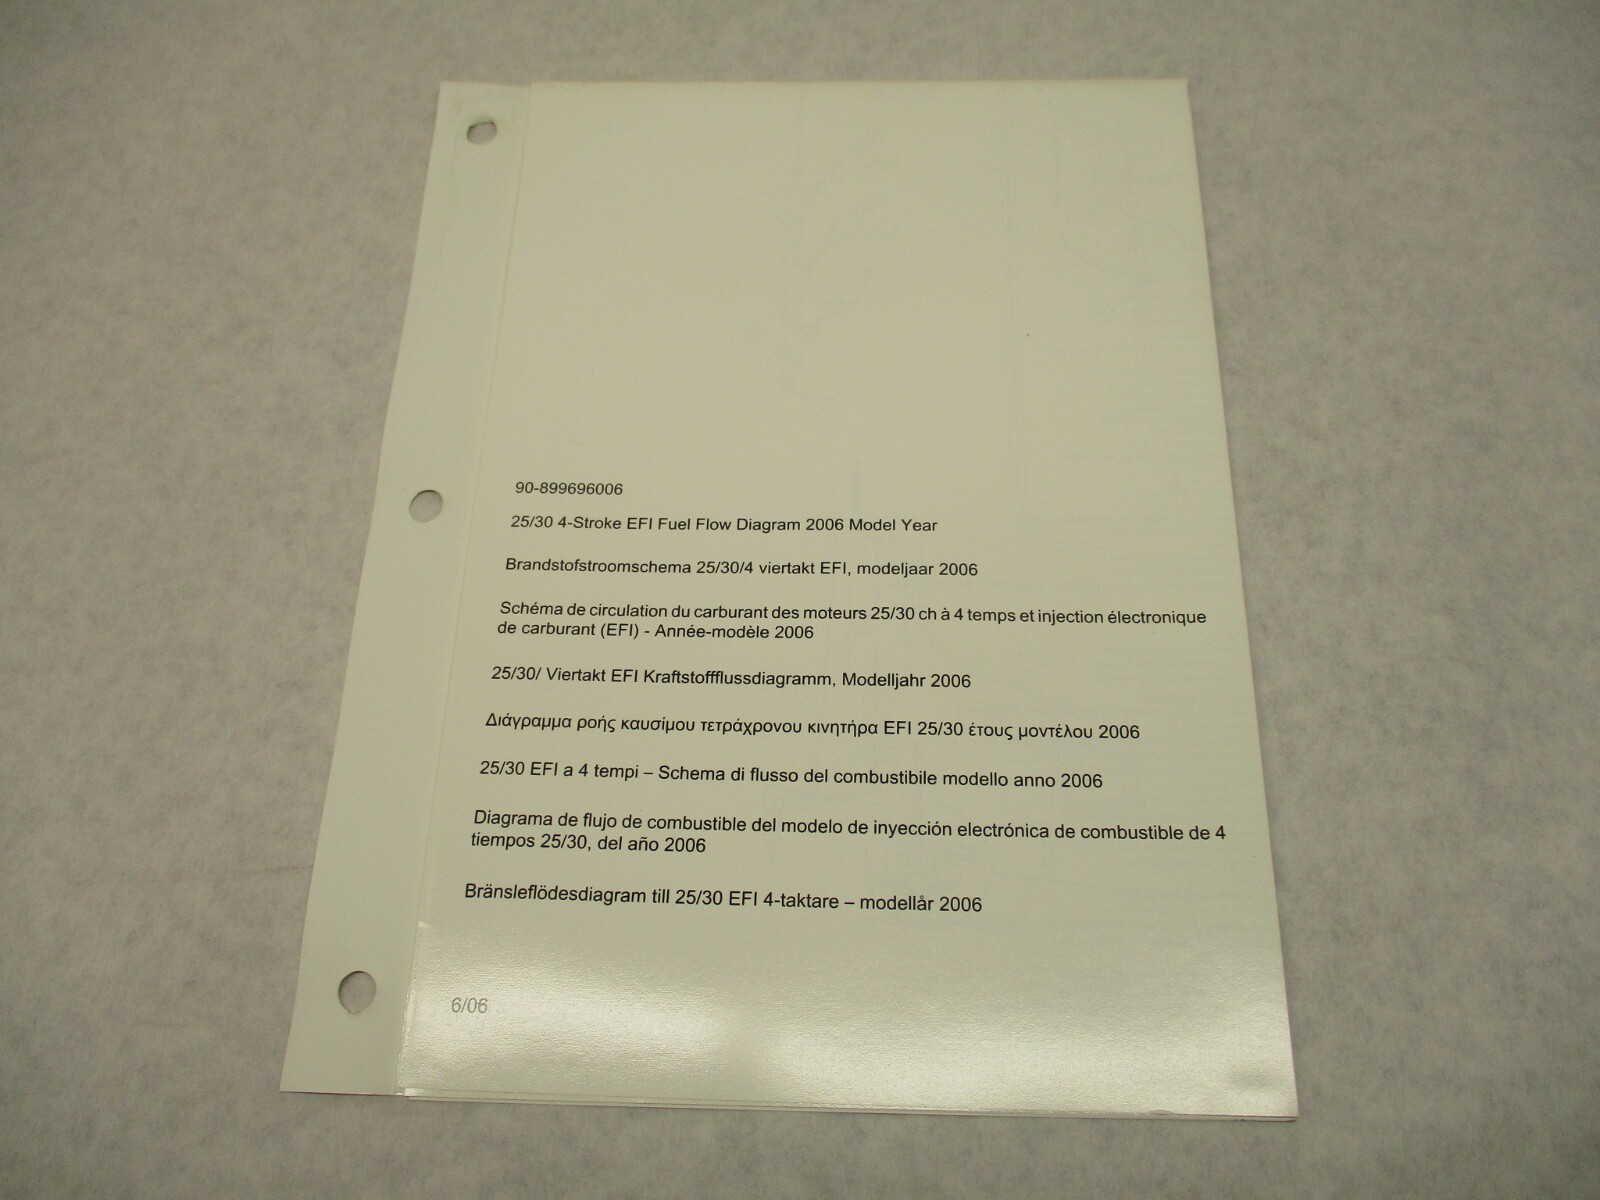 90-899696006
25/30 4-Stroke EFI Fuel Flow Diagram 2006 Model Year
Brandstofstroomschema 25/30/4 viertakt EFI, modeljaar 2006
Schéma de circulation du carburant des moteurs 25/30 ch à 4 temps et injection électronique
de carburant (EFI) - Année-modèle 2006
25/30/ Viertakt EFI Kraftstoffflussdiagramm, Modelljahr 2006
Διάγραμμα ροής καυσίμου τετράχρονου κινητήρα EFI 25/30 έτους μοντέλου 2006
25/30 EFI a 4 tempi – Schema di flusso del combustibile modello anno 2006
Diagrama de flujo de combustible del modelo de inyección electrónica de combustible de 4
tiempos 25/30, del año 2006
Bränsleflödesdiagram till 25/30 EFI 4-taktare – modellår 2006
6/06